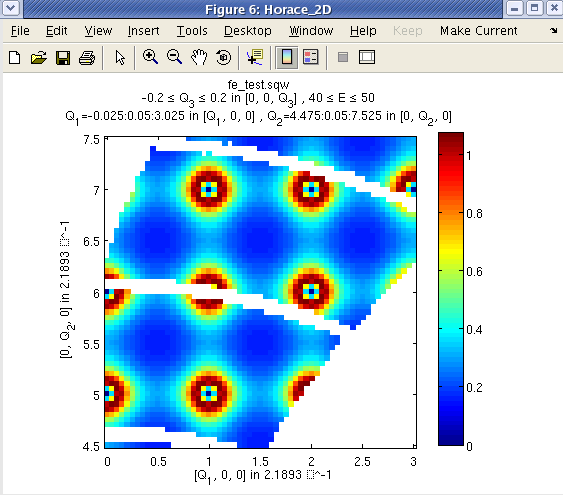 Figure 6: Horace_2D
File Edit View Insert Tools Desktop Window Help Keep Make Current
fe_test.sqw
-0.2 ≤ Q3 ≤ 0.2 in [0, 0, Q3] , 40 ≤ E ≤ 50
Q1=-0.025:0.05:3.025 in [Q1, 0, 0] , Q2=4.475:0.05:7.525 in [0, Q2, 0]
7.5
7
6.5
6
5.5
5
4.5
[0, Q2, 0] in 2.1893 □^-1
0 0.5 1 1.5 2 2.5 3
[Q1, 0, 0] in 2.1893 □^-1
1
0.8
0.6
0.4
0.2
0